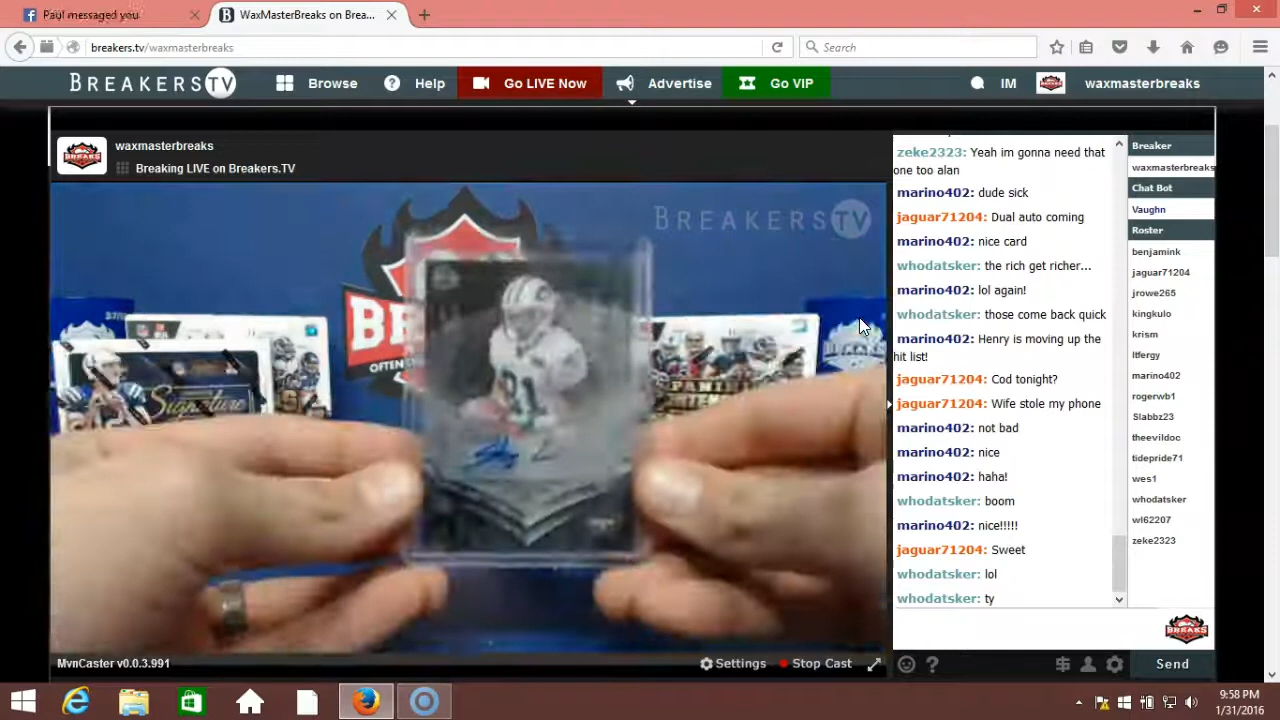 Paul messaged you
WaxMasterBreaks on Brea...
breakers.tv/waxmasterbreaks
Search
BREAKERSTV
Browse
Help
Go LIVE Now
Advertise
Go VIP
IM
waxmasterbreaks
waxmasterbreaks
Breaking LIVE on Breakers.TV
BREAKERSTV
Signature
PANINI
81
zeke2323: Yeah im gonna need that
one too alan
marino402: dude sick
jaguar71204: Dual auto coming
marino402: nice card
whodatsker: the rich get richer...
marino402: lol again!
whodatsker: those come back quick
marino402: Henry is moving up the
hit list!
jaguar71204: Cod tonight?
jaguar71204: Wife stole my phone
marino402: not bad
marino402: nice
marino402: haha!
whodatsker: boom
marino402: nice!!!!!
jaguar71204: Sweet
whodatsker: lol
whodatsker: ty
Breaker
waxmasterbreaks
Chat Bot
Vaughn
Roster
benjamink
jaguar71204
jrowe265
kingkulo
krism
ltfergy
marino402
rogerwb1
Slabbz23
theevildoc
tidepride71
wes1
whodatsker
wl62207
zeke2323
BREAKS
MvnCaster v0.0.3.991
Settings
Stop Cast
Send
9:58 PM
1/31/2016